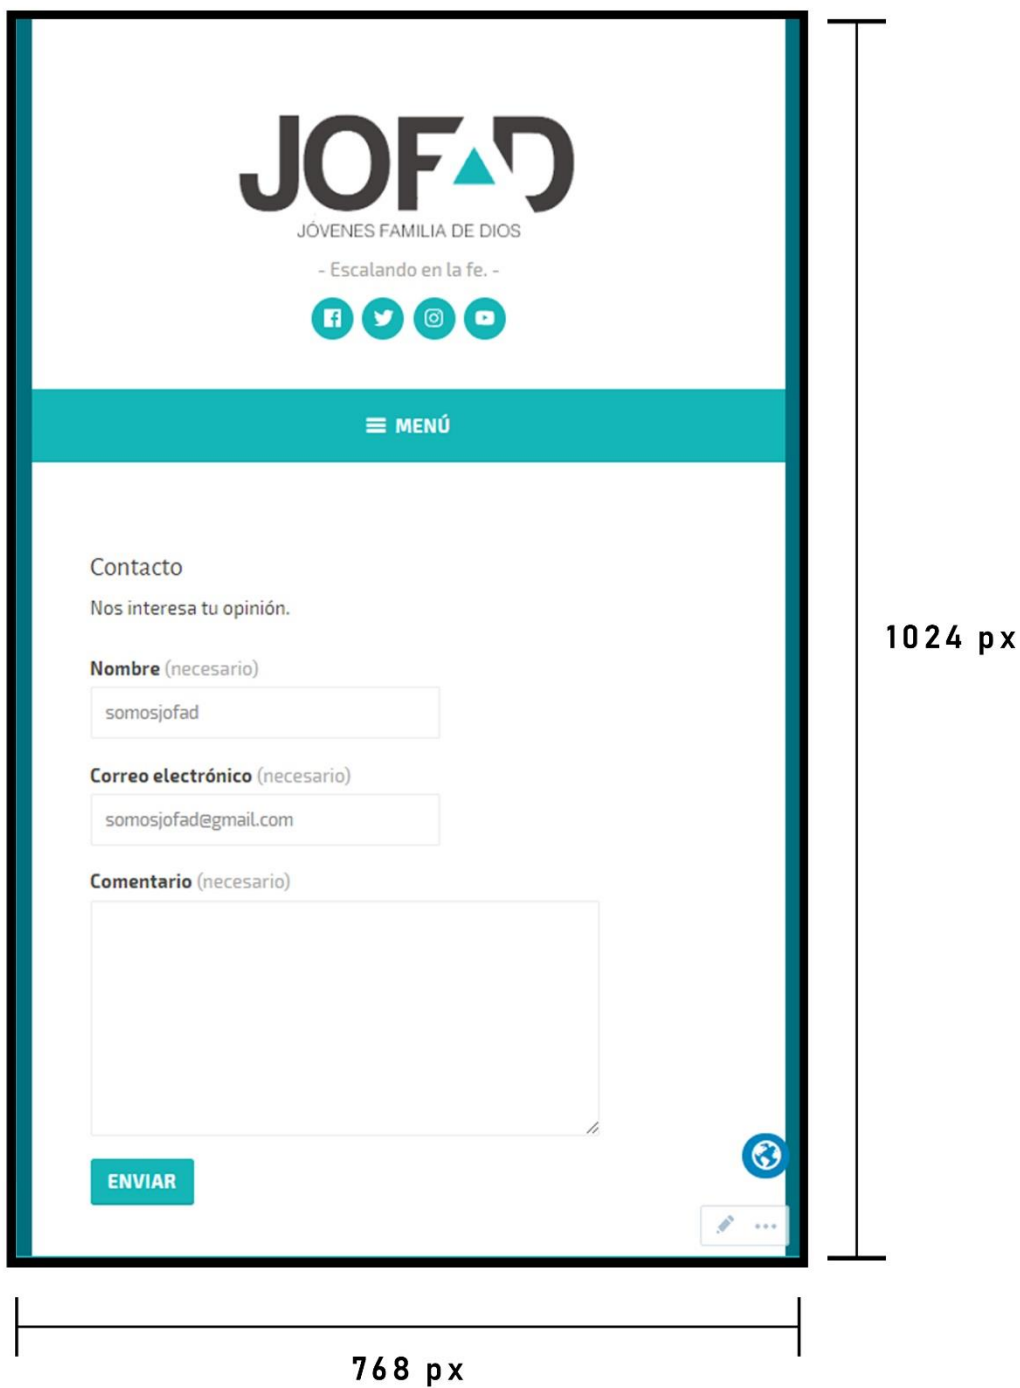 JOFAD
JÓVENES FAMILIA DE DIOS
- Escalando en la fe. -
MENÚ
Contacto
Nos interesa tu opinión.
Nombre (necesario)
somosjofad
Correo electrónico (necesario)
somosjofad@gmail.com
Comentario (necesario)
ENVIAR
1024 px
768 px